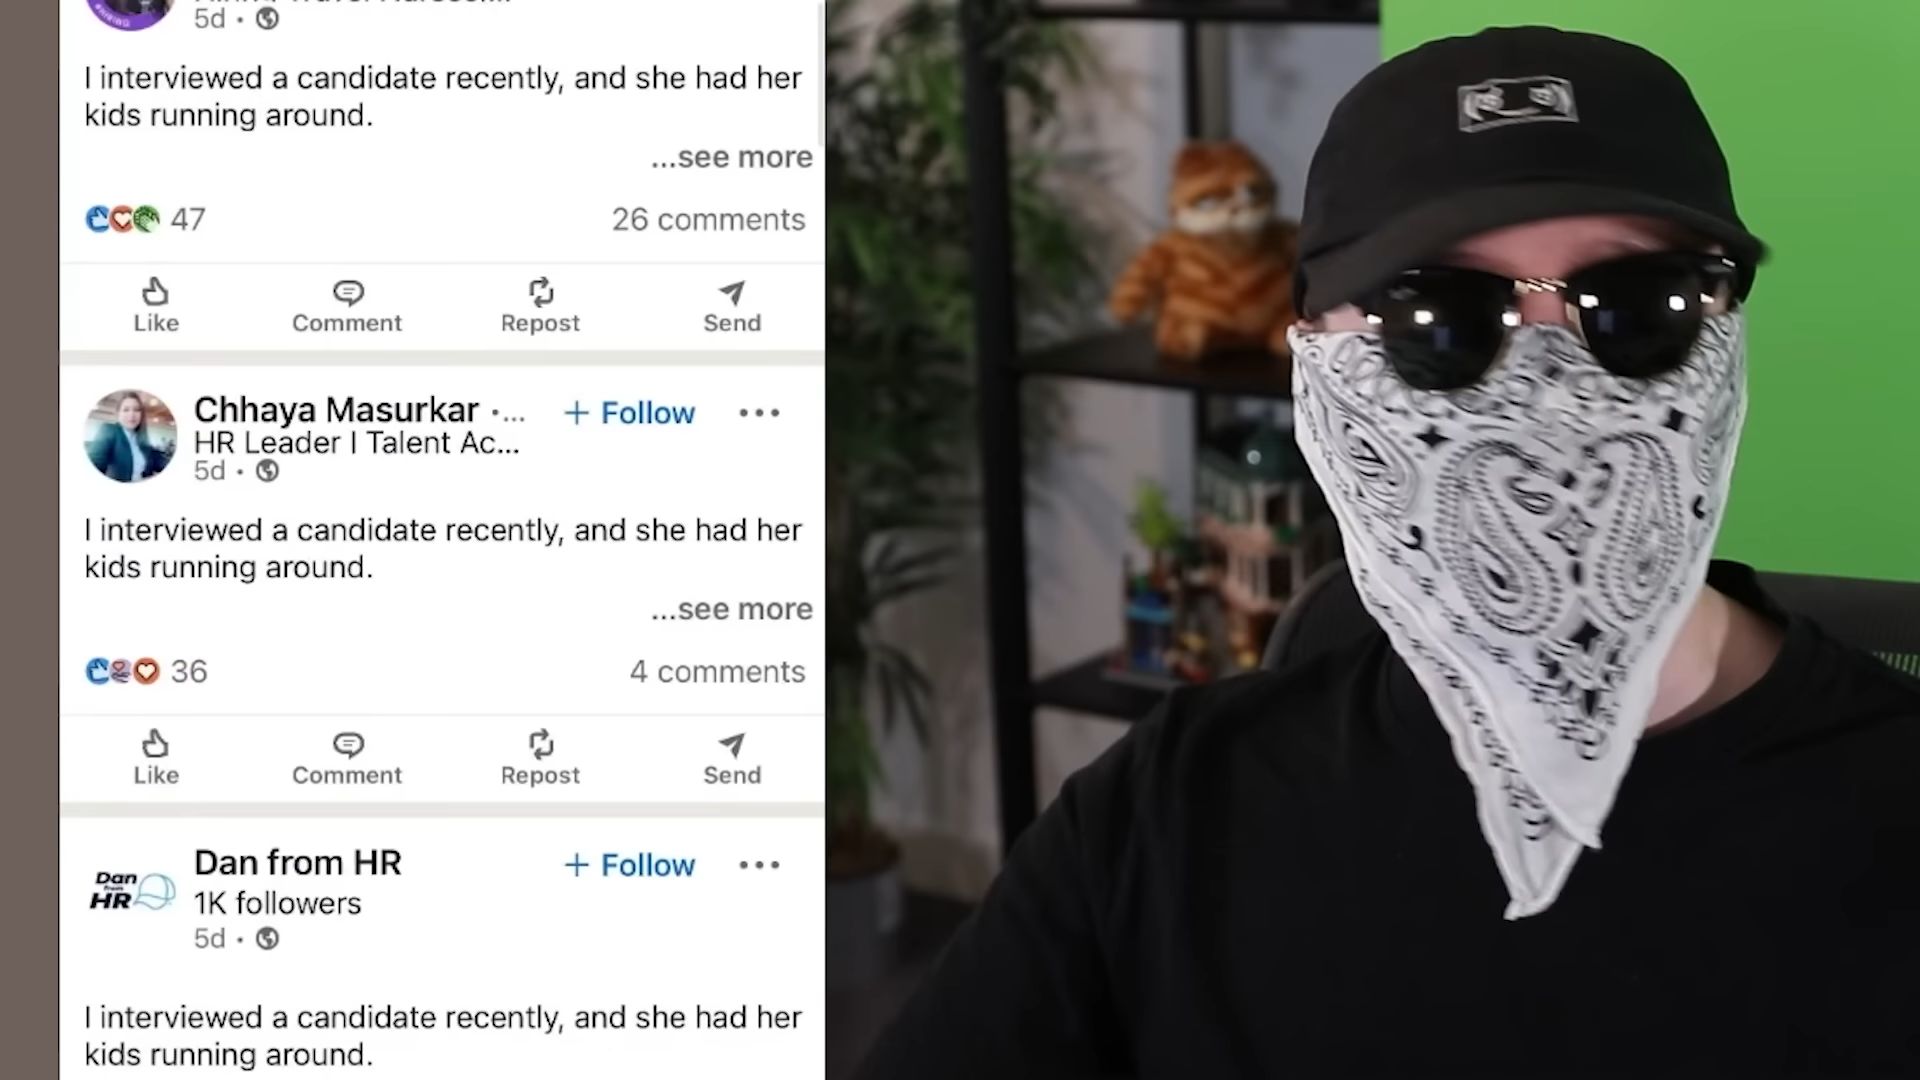 5d •
I interviewed a candidate recently, and she had her
kids running around.
...see more
47
26 comments
Like
Comment
Repost
Send
Chhaya Masurkar •...
+ Follow
HR Leader I Talent Ac...
5d •
I interviewed a candidate recently, and she had her
kids running around.
...see more
36
4 comments
Like
Comment
Repost
Send
Dan from HR
+ Follow
Dan
from
HR
1K followers
5d •
I interviewed a candidate recently, and she had her
kids running around.